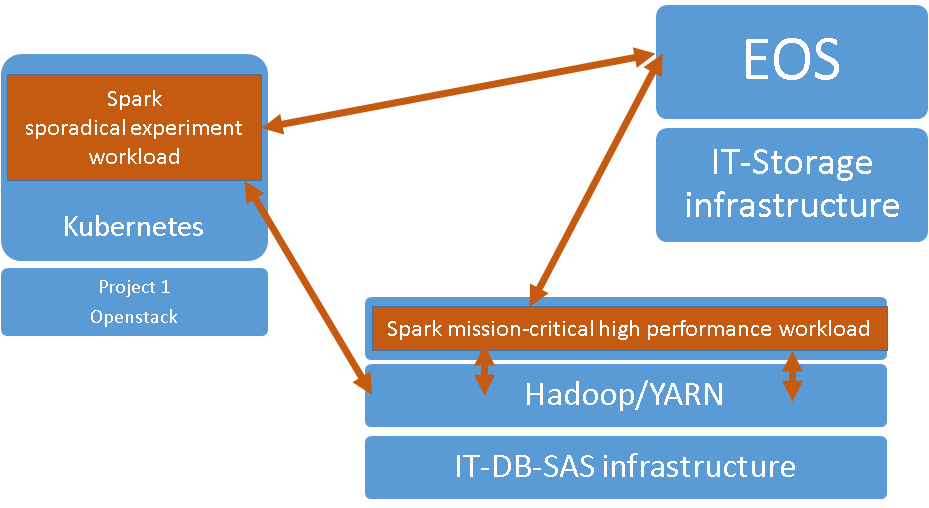 EOS
Spark
sporadical experiment
workload
IT-Storage
infrastructure
Kubernetes
Project 1
Openstack
Spark mission-critical high performance workload
Hadoop/YARN
IT-DB-SAS infrastructure